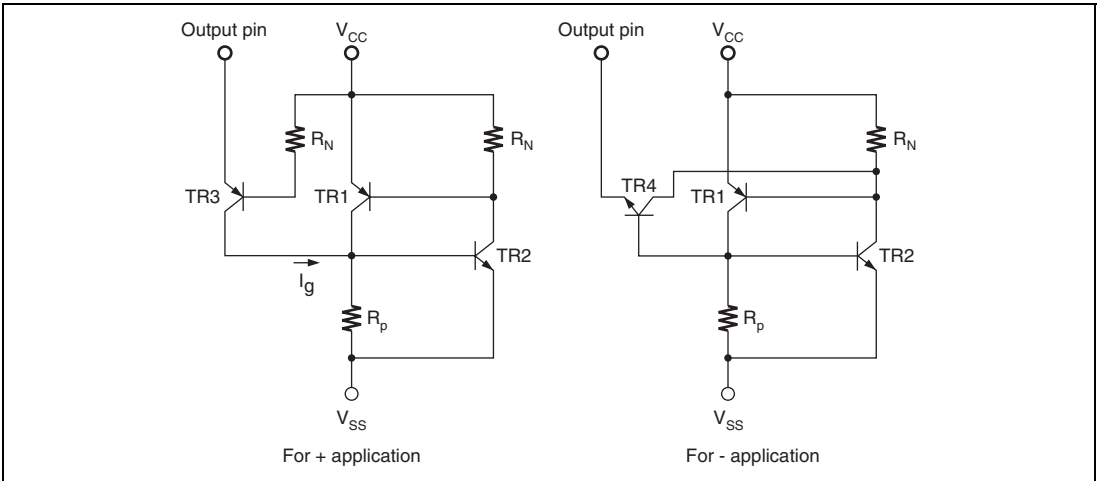 Output pin
V_CC
R_N
R_N
TR3
TR1
TR2
Ig
R_p
V_SS
For + application
Output pin
V_CC
R_N
TR4
TR1
TR2
R_p
V_SS
For - application